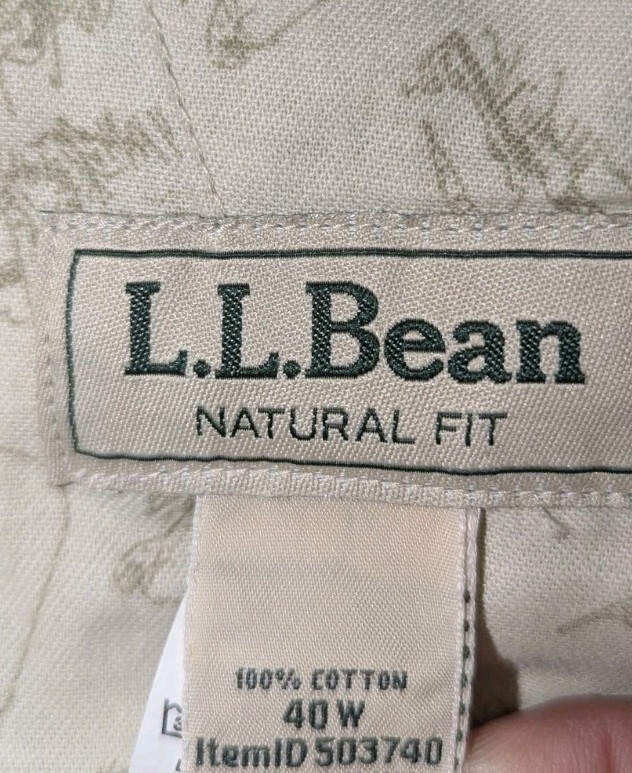 L.L.Bean
NATURAL FIT
100% COTTON
40 W
ItemID 503740